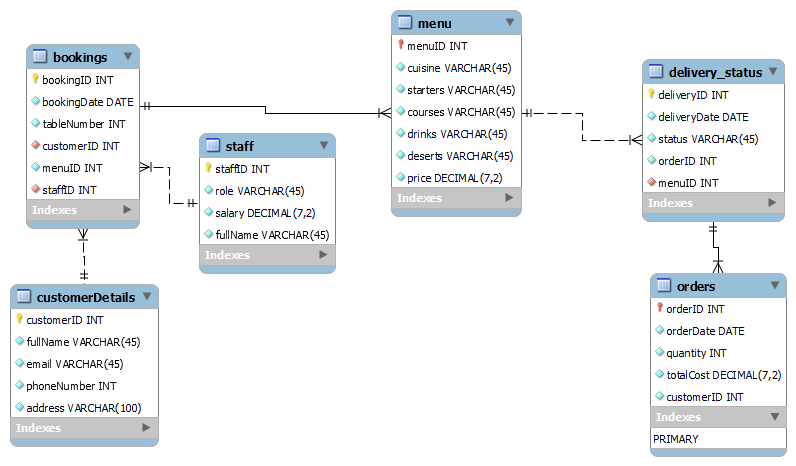 bookings
bookingID INT
bookingDate DATE
tableNumber INT
customerID INT
menuID INT
staffID INT
Indexes
staff
staffID INT
role VARCHAR(45)
salary DECIMAL(7,2)
fullName VARCHAR(45)
Indexes
customerDetails
customerID INT
fullName VARCHAR(45)
email VARCHAR(45)
phoneNumber INT
address VARCHAR(100)
Indexes
menu
menuID INT
cuisine VARCHAR(45)
starters VARCHAR(45)
courses VARCHAR(45)
drinks VARCHAR(45)
deserts VARCHAR(45)
price DECIMAL(7,2)
Indexes
delivery_status
deliveryID INT
deliveryDate DATE
status VARCHAR(45)
orderID INT
menuID INT
Indexes
orders
orderID INT
orderDate DATE
quantity INT
totalCost DECIMAL(7,2)
customerID INT
Indexes
PRIMARY